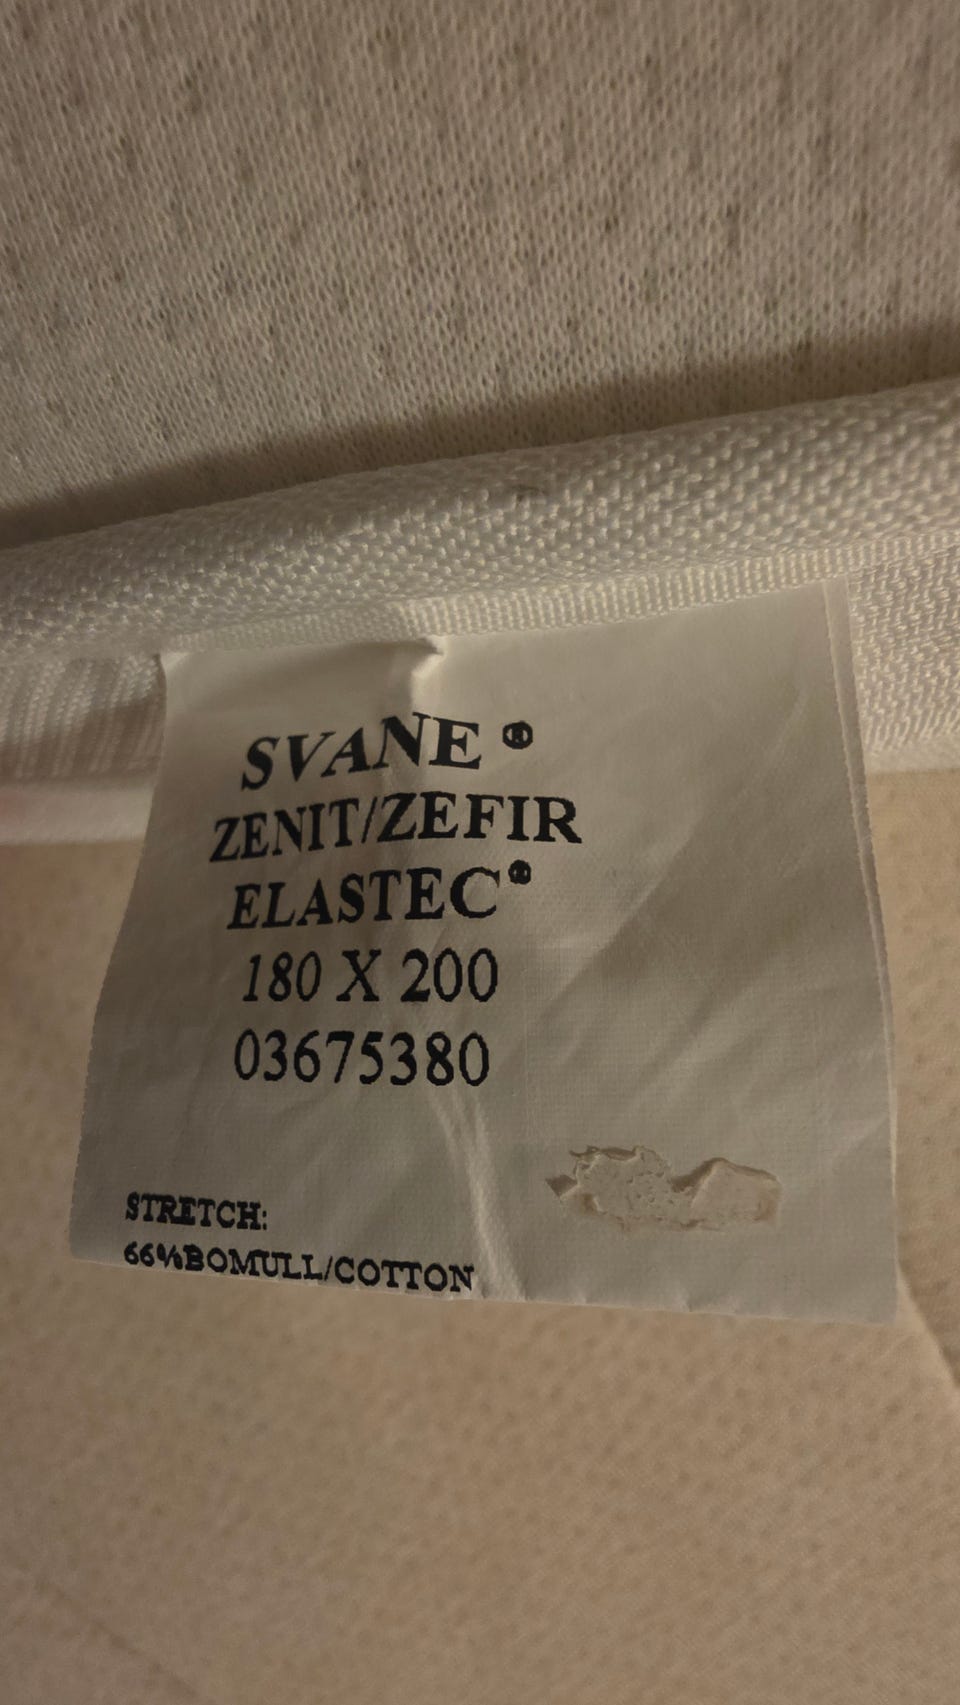 SVANE ®
ZENIT/ZEFIR
ELASTEC®
180 X 200
03675380
STRETCH:
66%BOMULL/COTTON